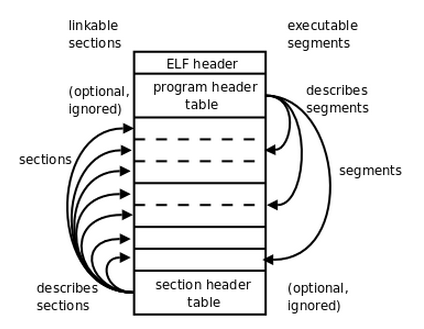 linkable
sections
executable
segments
ELF header
(optional,
ignored)
program header
table
describes
segments
sections
segments
describes
sections
section header
table
(optional,
ignored)